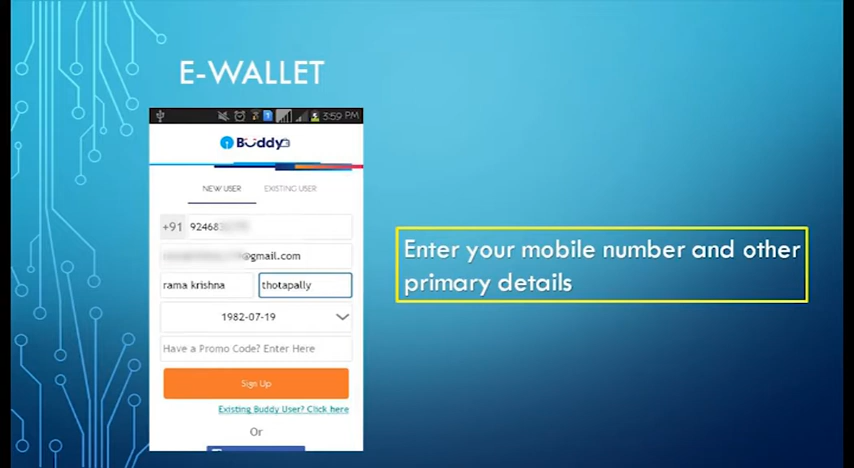 E-WALLET
3:59 PM
Buddy
NEW USER EXISTING USER
+91 92468
@gmail.com
rama krishna thotapally
1982-07-19
Have a Promo Code? Enter Here
Sign Up
Existing Buddy User? Click here
Or
Enter your mobile number and other
primary details